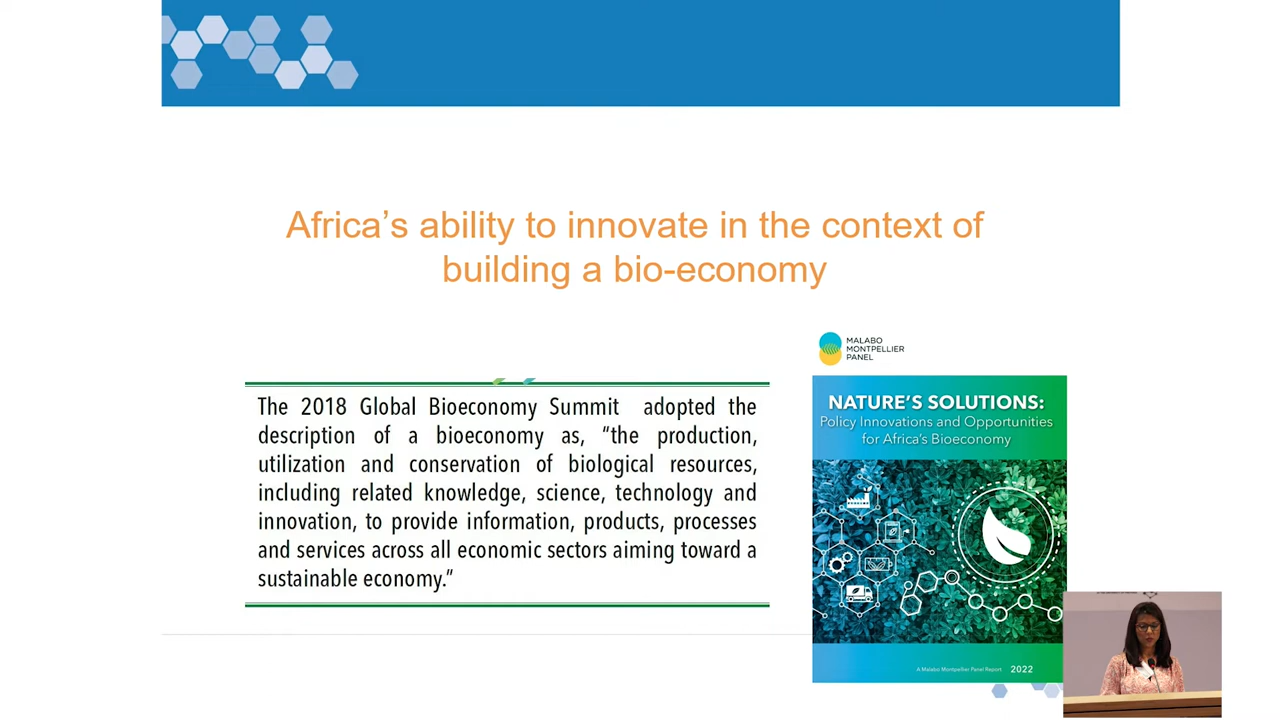 Africa’s ability to innovate in the context of
building a bio-economy
The 2018 Global Bioeconomy Summit adopted the
description of a bioeconomy as, “the production,
utilization and conservation of biological resources,
including related knowledge, science, technology and
innovation, to provide information, products, processes
and services across all economic sectors aiming toward a
sustainable economy.”
MALABO
MONTPELLIER
PANEL
NATURE’S SOLUTIONS:
Policy Innovations and Opportunities
for Africa’s Bioeconomy
A Malabo Montpellier Panel Report 2022